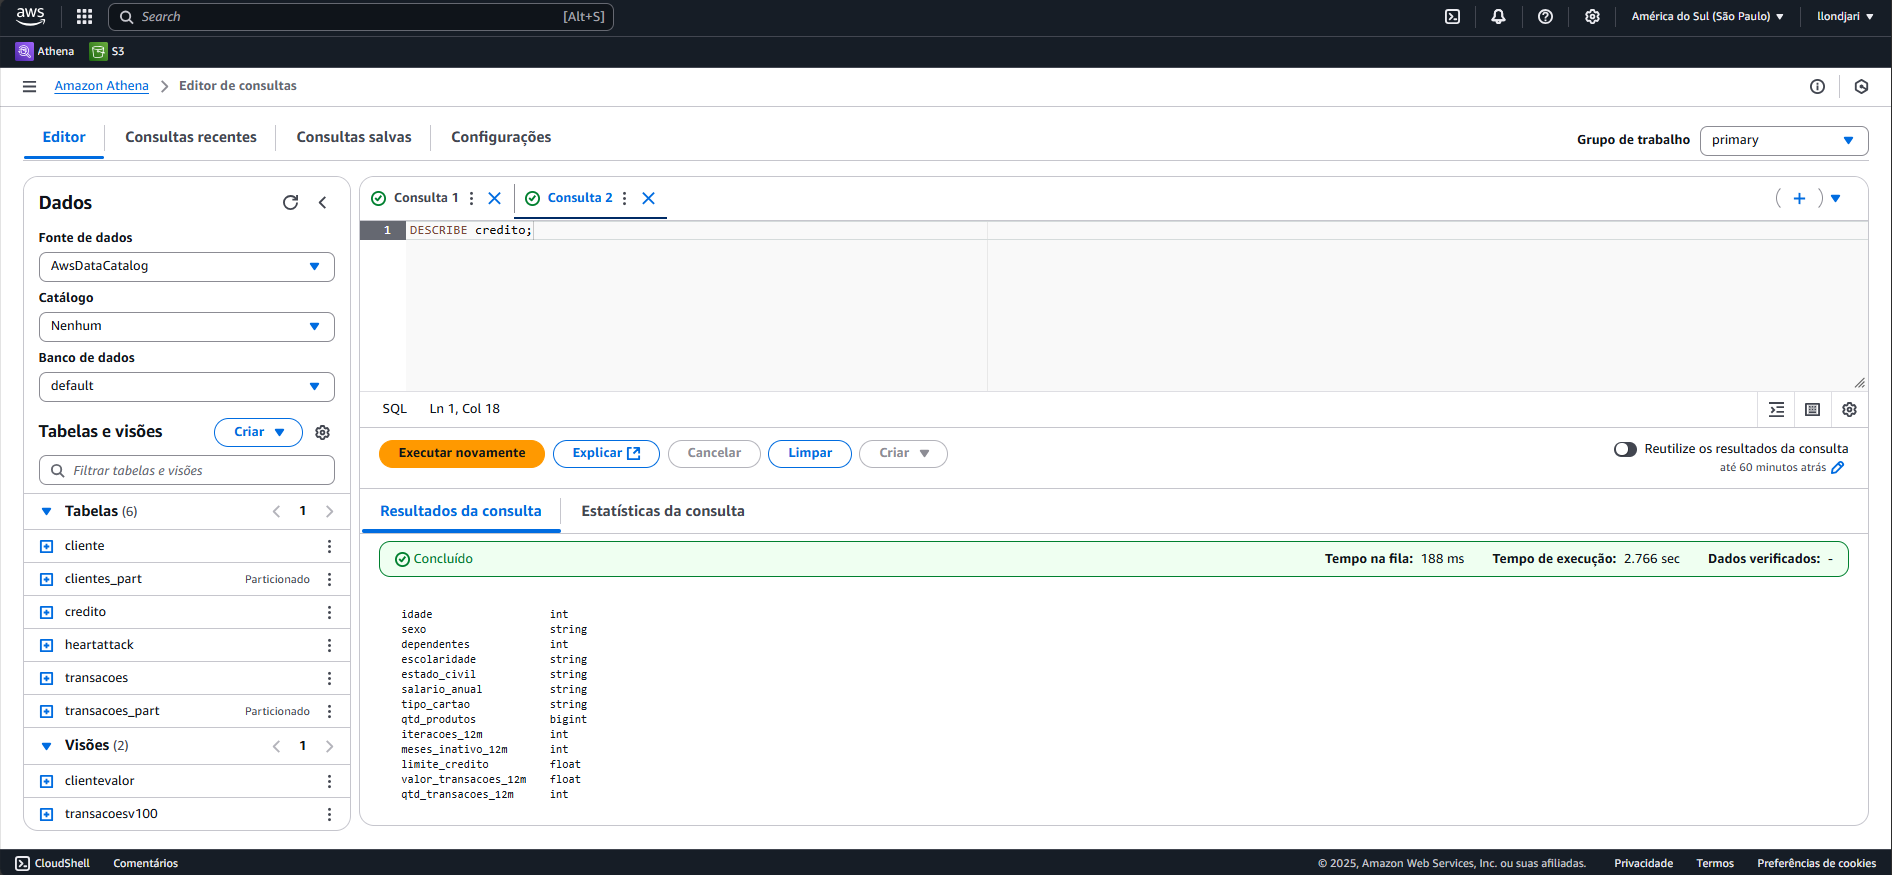 aws
Search [Alt+S]
América do Sul (São Paulo)
llondjari
Athena
S3
Amazon Athena
Editor de consultas
Editor
Consultas recentes
Consultas salvas
Configurações
Grupo de trabalho
primary
Dados
Fonte de dados
AwsDataCatalog
Catálogo
Nenhum
Banco de dados
default
Tabelas e visões
Criar
Filtrar tabelas e visões
Tabelas (6)
1
cliente
clientes_part Particionado
credito
heartattack
transacoes
transacoes_part Particionado
Visões (2)
1
clientevalor
transacoesv100
Consulta 1
Consulta 2
1 DESCRIBE credito;
SQL Ln 1, Col 18
Executar novamente
Explicar
Cancelar
Limpar
Criar
Reutilize os resultados da consulta
até 60 minutos atrás
Resultados da consulta
Estatísticas da consulta
Concluído
Tempo na fila: 188 ms
Tempo de execução: 2.766 sec
Dados verificados: -
idade int
sexo string
dependentes int
escolaridade string
estado_civil string
salario_anual string
tipo_cartao string
qtd_produtos bigint
iteracoes_12m int
meses_inativo_12m int
limite_credito float
valor_transacoes_12m float
qtd_transacoes_12m int
CloudShell
Comentários
© 2025, Amazon Web Services, Inc. ou suas afiliadas.
Privacidade
Termos
Preferências de cookies